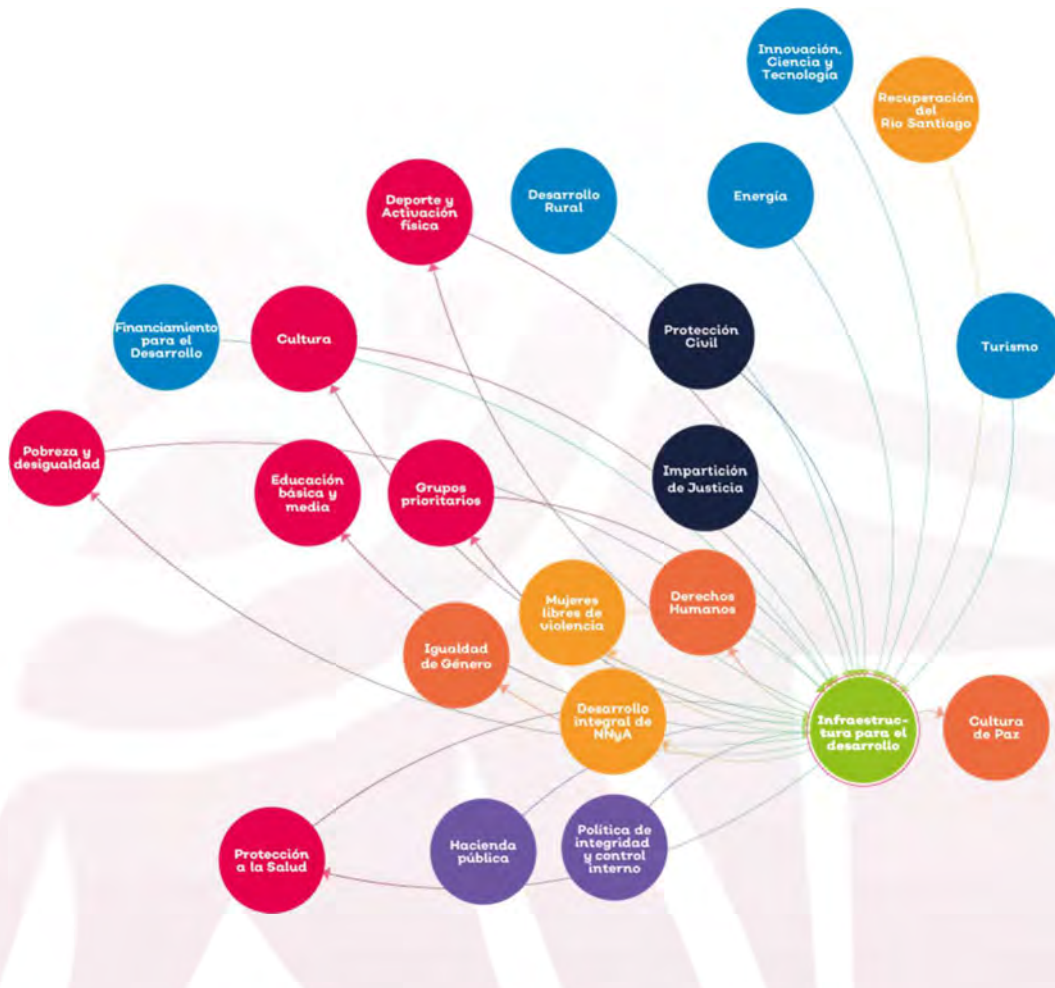 Innovación,
Ciencia y
Tecnología
Recuperación
del
Río Santiago
Deporte y
Activación
física
Desarrollo
Rural
Energía
Financiamiento
para el
Desarrollo
Cultura
Protección
Civil
Turismo
Pobreza y
desigualdad
Educación
básica y
media
Grupos
prioritarios
Impartición
de Justicia
Mujeres
libres de
violencia
Derechos
Humanos
Igualdad
de Género
Desarrollo
integral de
NNyA
Infraestruc-
tura para el
desarrollo
Cultura
de Paz
Protección
a la Salud
Hacienda
pública
Política de
integridad
y control
interno